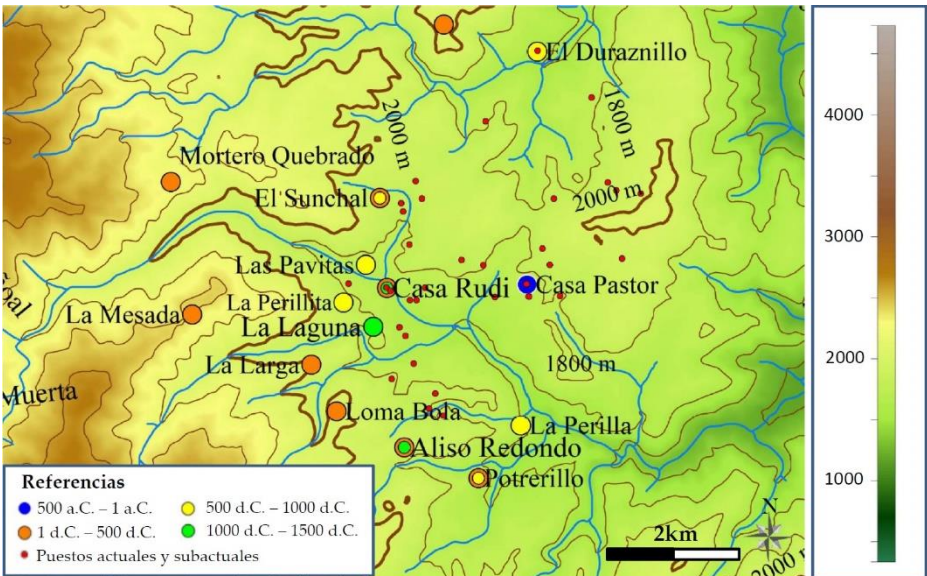 El Duraznillo
2000 m
1800 m
Mortero Quebrado
El Sunchal
2000 m
Las Pavitas
Casa Rudi
Casa Pastor
La Perillita
La Mesada
La Laguna
La Larga
1800 m
Muerta
Loma Bola
La Perilla
Aliso Redondo
Potrerillo
Referencias
500 a.C. – 1 a.C.
500 d.C. – 1000 d.C.
1 d.C. – 500 d.C.
1000 d.C. – 1500 d.C.
Puestos actuales y subactuales
2km
N
2000 m
4000
3000
2000
1000